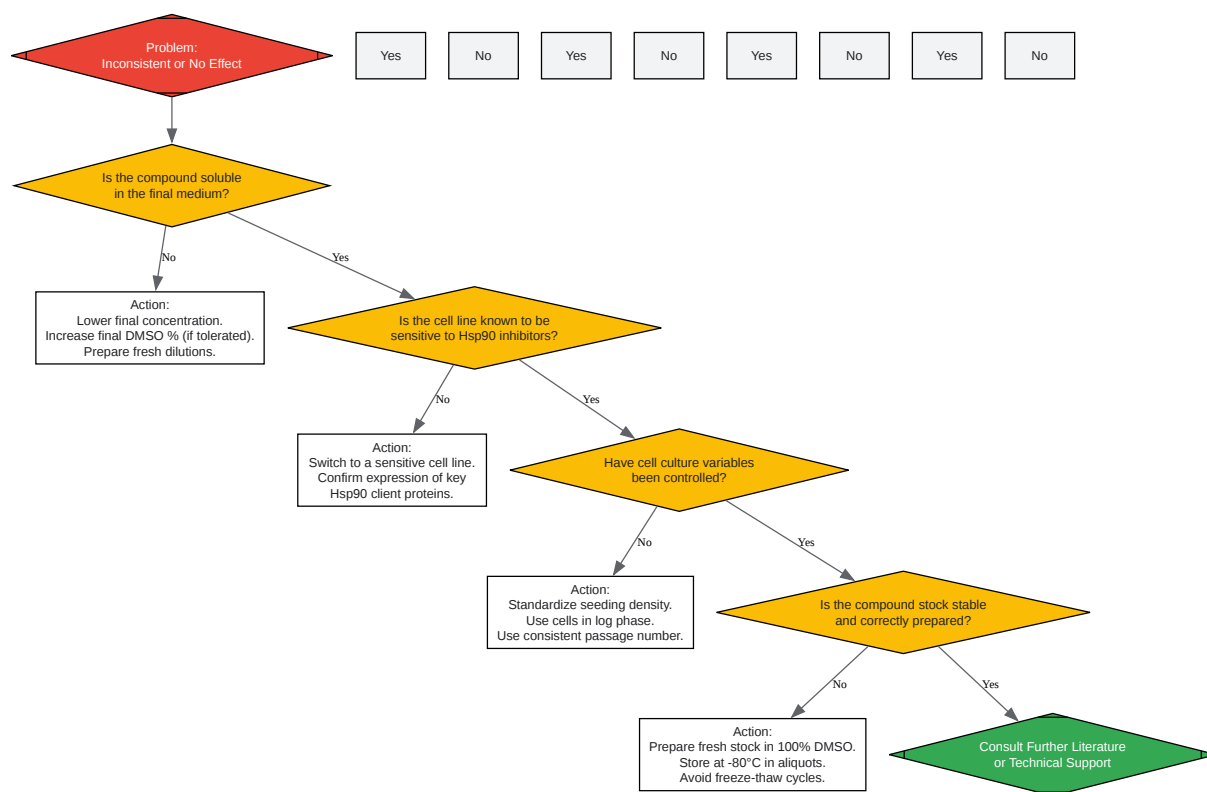 Problem:
Inconsistent or No Effect
Yes
No
Yes
No
Yes
No
Yes
No
Is the compound soluble
in the final medium?
No
Yes
Action:
Lower final concentration.
Increase final DMSO % (if tolerated).
Prepare fresh dilutions.
Is the cell line known to be
sensitive to Hsp90 inhibitors?
No
Yes
Action:
Switch to a sensitive cell line.
Confirm expression of key
Hsp90 client proteins.
Have cell culture variables
been controlled?
No
Yes
Action:
Standardize seeding density.
Use cells in log phase.
Use consistent passage number.
Is the compound stock stable
and correctly prepared?
No
Yes
Action:
Prepare fresh stock in 100% DMSO.
Store at -80°C in aliquots.
Avoid freeze-thaw cycles.
Consult Further Literature
or Technical Support